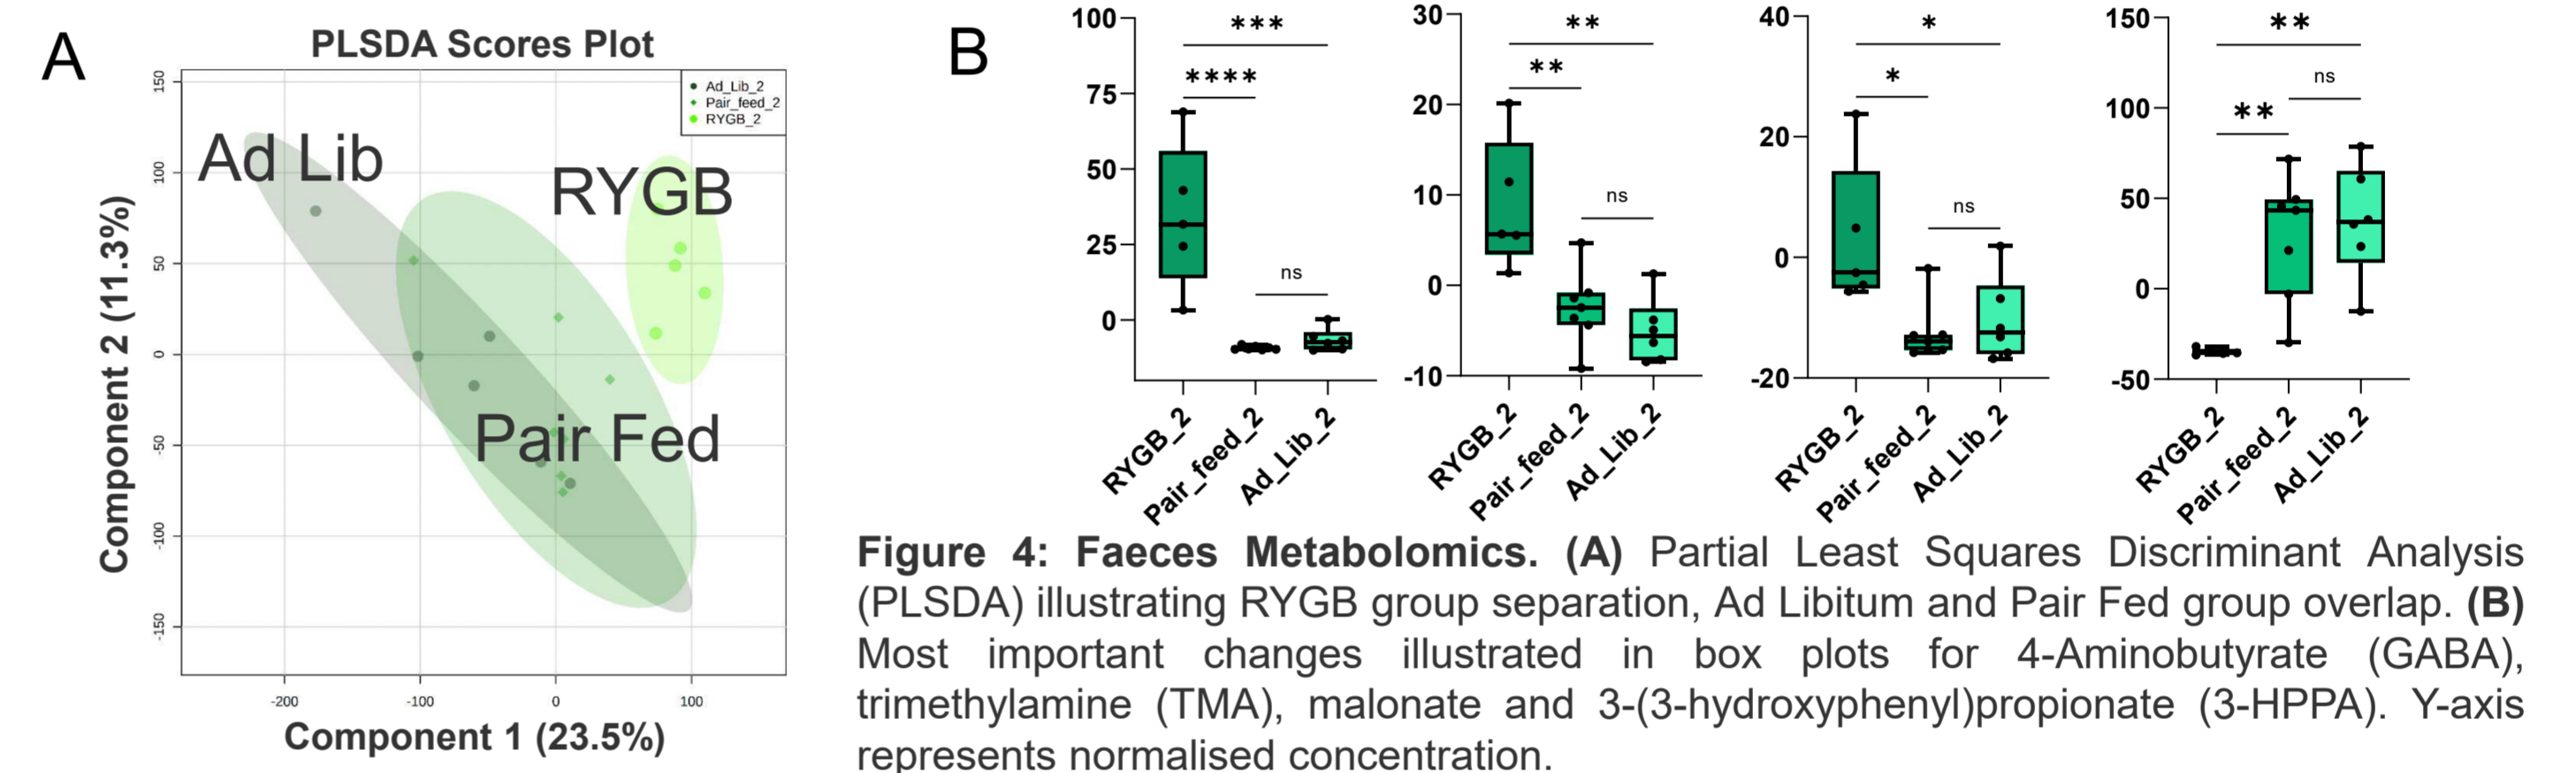 A
PLSDA Scores Plot
Ad_Lib_2
Pair_feed_2
RYGB_2
Ad Lib
RYGB
Pair Fed
150
100
50
0
-50
-100
-150
Component 2 (11.3%)
-200
-100
0
100
Component 1 (23.5%)
B
100
75
50
25
0
***
****
ns
RYGB_2
Pair_feed_2
Ad_Lib_2
30
20
10
0
-10
**
**
ns
RYGB_2
Pair_feed_2
Ad_Lib_2
40
20
0
-20
*
*
ns
RYGB_2
Pair_feed_2
Ad_Lib_2
150
100
50
0
-50
**
ns
**
RYGB_2
Pair_feed_2
Ad_Lib_2
Figure 4: Faeces Metabolomics. (A) Partial Least Squares Discriminant Analysis
(PLSDA) illustrating RYGB group separation, Ad Libitum and Pair Fed group overlap. (B)
Most important changes illustrated in box plots for 4-Aminobutyrate (GABA),
trimethylamine (TMA), malonate and 3-(3-hydroxyphenyl)propionate (3-HPPA). Y-axis
represents normalised concentration.